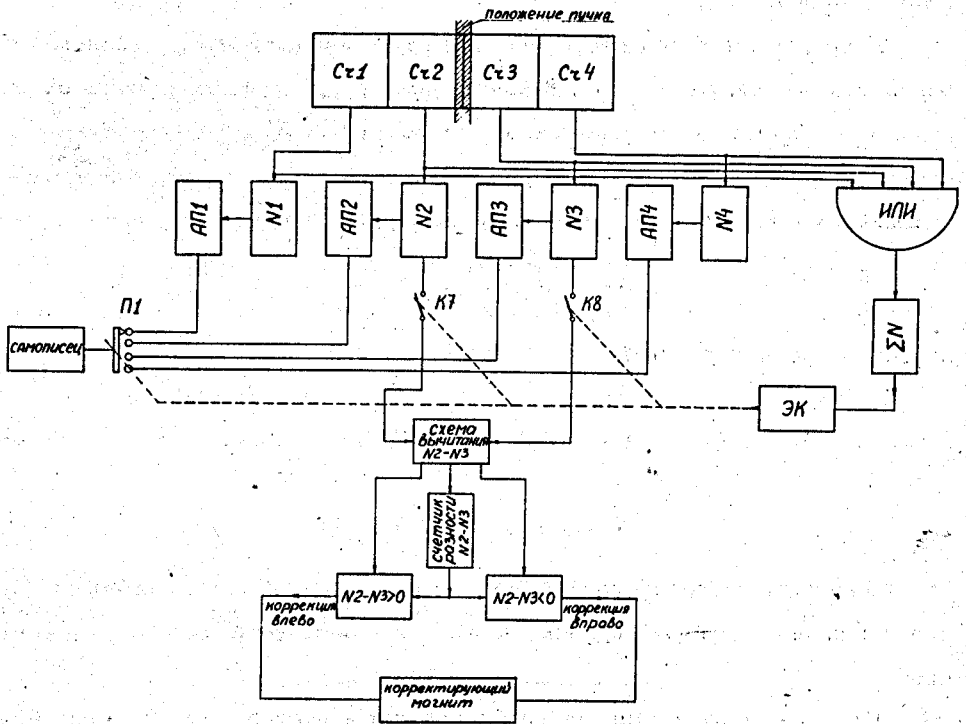 положение пучка
Сч1 Сч2 Сч3 Сч4
АП1 N1 АП2 N2 АП3 N3 АП4 N4 ИПИ
П1 К7 К8
самописец
ΣN
ЭК
схема
вычитания
N2-N3
счетчик
разности
N2-N3
N2-N3>0
N2-N3<0
коррекция
влево
коррекция
вправо
корректирующий
магнит